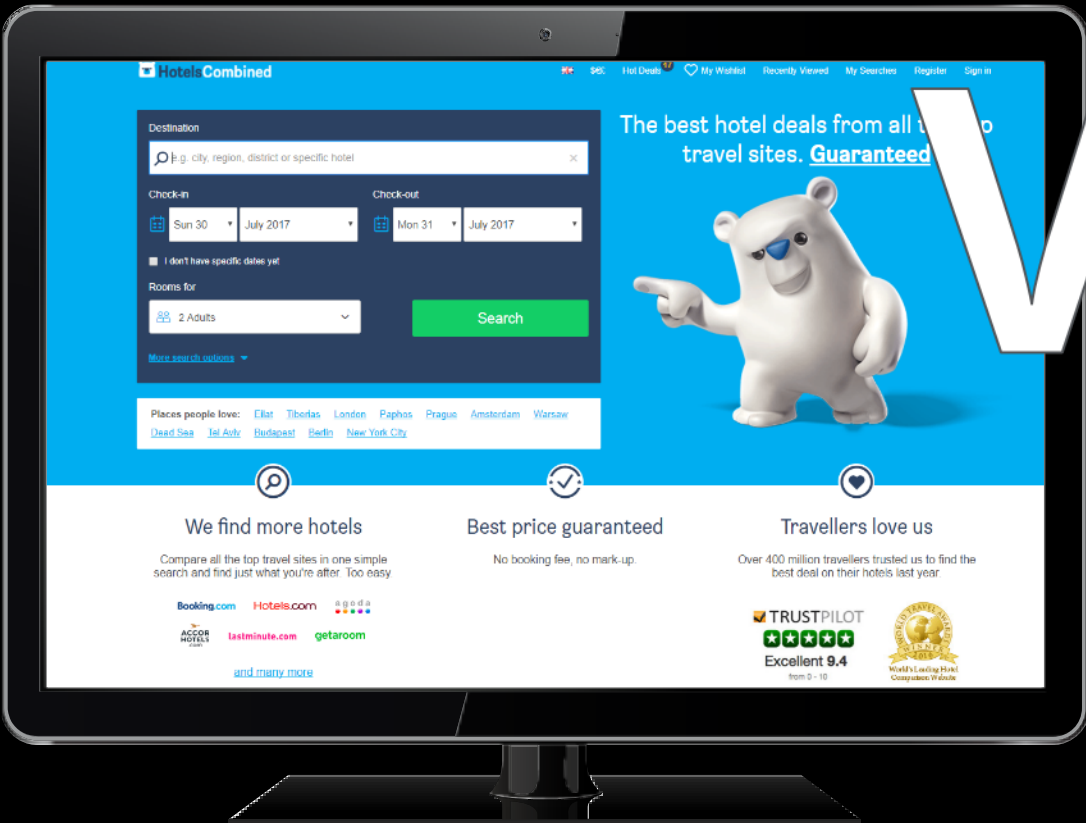 HotelsCombined
Hot Deals 17 My Wishlist Recently Viewed My Searches Register Sign in
V
Destination
e.g. city, region, district or specific hotel
The best hotel deals from all
travel sites. Guaranteed
Check-in Check-out
Sun 30 July 2017 Mon 31 July 2017
I don't have specific dates yet
Rooms for
2 Adults
Search
More search options
Places people love: Eilat Tiberias London Paphos Prague Amsterdam Warsaw
Dead Sea Tel Aviv Budapest Berlin New York City
We find more hotels
Compare all the top travel sites in one simple
search and find just what you're after. Too easy
Booking.com Hotels.com agoda
ACCOR
HOTELS
.com
lastminute.com getaroom
and many more
Best price guaranteed
No booking fee, no mark-up.
Travellers love us
Over 400 million travellers trusted us to find the
best deal on their hotels last year.
TRUSTPILOT
Excellent 9.4
from 0 - 10
WORLD TRAVEL AWARDS
WINNER
World's Leading Hotel
Comparison Website